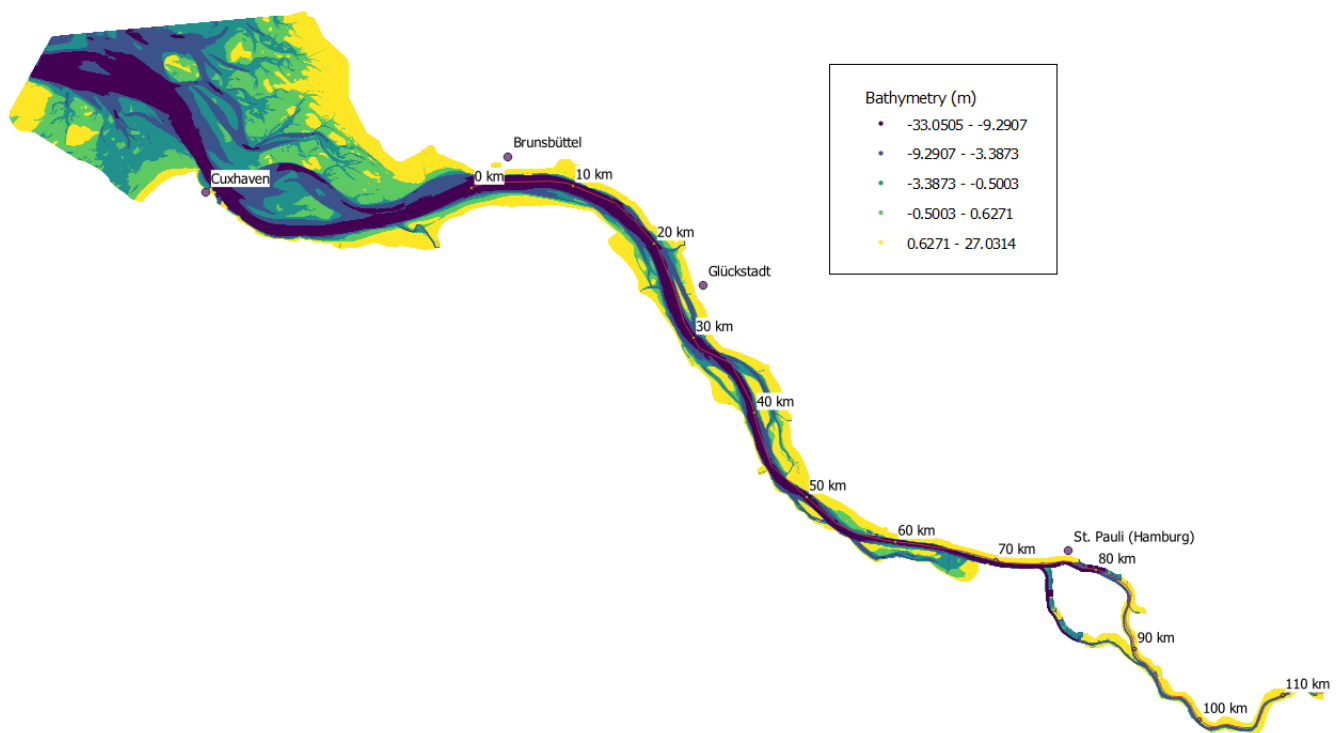 Bathymetry (m)
-33.0505 - -9.2907
-9.2907 - -3.3873
-3.3873 - -0.5003
-0.5003 - 0.6271
0.6271 - 27.0314
Brunsbüttel
Cuxhaven
0 km
10 km
20 km
Glückstadt
30 km
40 km
50 km
60 km
70 km
St. Pauli (Hamburg)
80 km
90 km
100 km
110 km